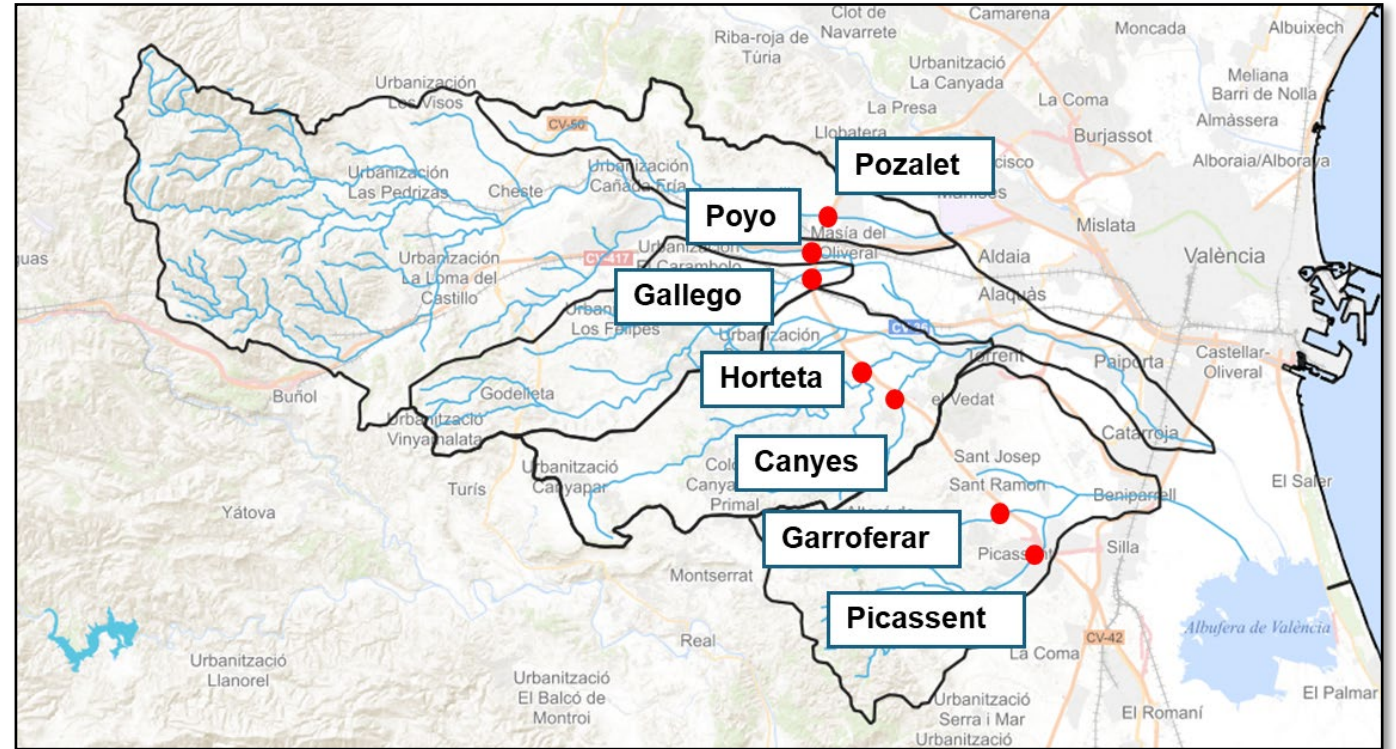 Clot de
Navarrete
Camarena
Moncada
Albuixech
Riba-roja de
Túria
Urbanització
La Canyada
Meliana
Barri de Nolla
Urbanización
Los Visos
La Presa
La Coma
Almàssera
CV-50
Llobatera
Burjassot
Pozalet
Alboraia/Alboraya
Urbanización
Las Pedrizas
Cheste
Urbanización
Cañada Fría
Poyo
Mislata
Masía del
Oliveral
Aldaia
València
Urbanización
La Loma del
Castillo
CV-417
Urbanización
El Carambolo
Gallego
Alaquàs
Los Felipes
Urbanización
Torrent
Paiporta
Castellar-
Oliveral
Horteta
Buñol
Godelleta
el Vedat
Urbanizació
Vinyamalata
Catarroja
Canyes
Urbanització
Canyapar
Primal
Sant Josep
Sant Ramon
Turís
Beniparrell
El Saler
Yátova
Garroferar
Silla
Montserrat
Picassent
Albufera de València
Real
CV-42
La Coma
Urbanització
Llanorel
Urbanització
El Balcó de
Montroi
Urbanització
Serra i Mar
Urbanització
El Romaní
El Palmar